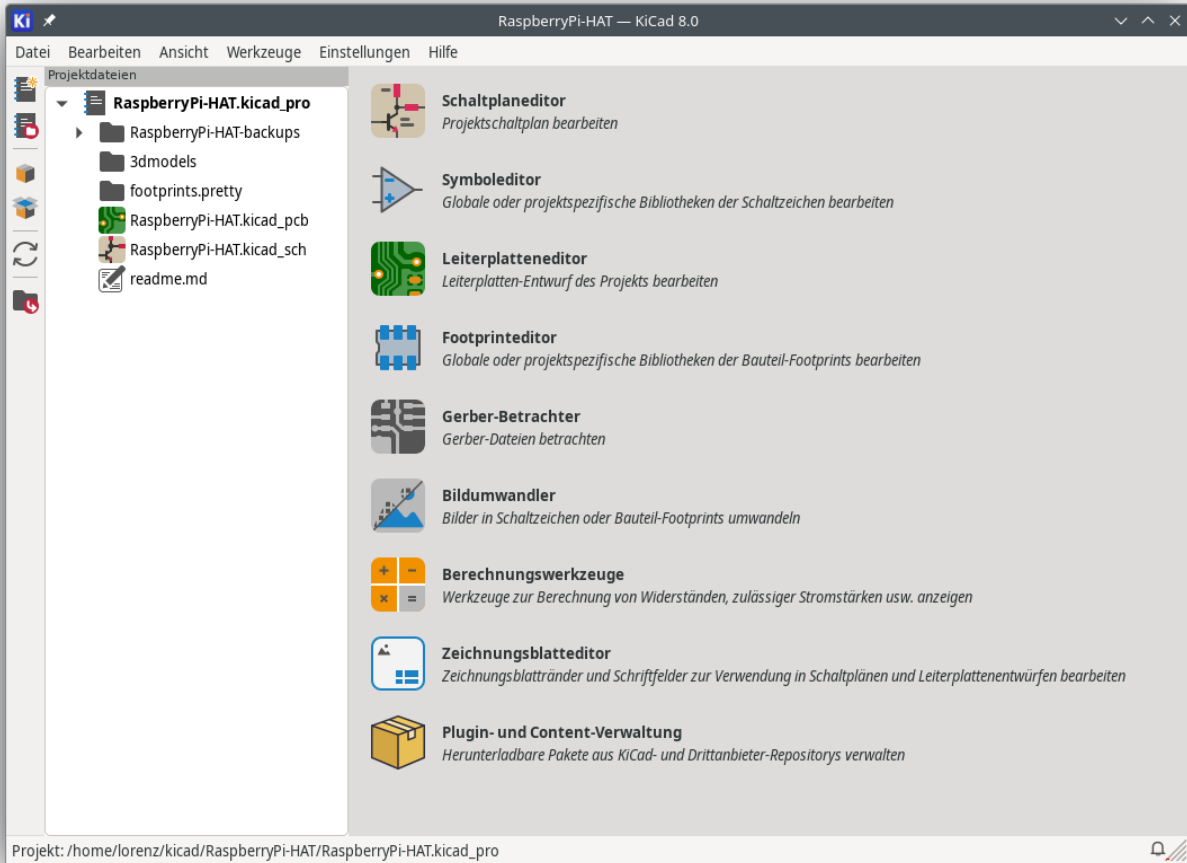 Ki
RaspberryPi-HAT — KiCad 8.0
Datei Bearbeiten Ansicht Werkzeuge Einstellungen Hilfe
Projektdateien
RaspberryPi-HAT.kicad_pro
RaspberryPi-HAT-backups
3dmodels
footprints.pretty
RaspberryPi-HAT.kicad_pcb
RaspberryPi-HAT.kicad_sch
readme.md
Schaltplaneditor
Projektschaltplan bearbeiten
Symboleditor
Globale oder projektspezifische Bibliotheken der Schaltzeichen bearbeiten
Leiterplatteneditor
Leiterplatten-Entwurf des Projekts bearbeiten
Footprinteditor
Globale oder projektspezifische Bibliotheken der Bauteil-Footprints bearbeiten
Gerber-Betrachter
Gerber-Dateien betrachten
Bildumwandler
Bilder in Schaltzeichen oder Bauteil-Footprints umwandeln
Berechnungswerkzeuge
Werkzeuge zur Berechnung von Widerständen, zulässiger Stromstärken usw. anzeigen
Zeichnungsblatteditor
Zeichnungsblattränder und Schriftfelder zur Verwendung in Schaltplänen und Leiterplattenentwürfen bearbeiten
Plugin- und Content-Verwaltung
Herunterladbare Pakete aus KiCad- und Drittanbieter-Repositorys verwalten
Projekt: /home/lorenz/kicad/RaspberryPi-HAT/RaspberryPi-HAT.kicad_pro